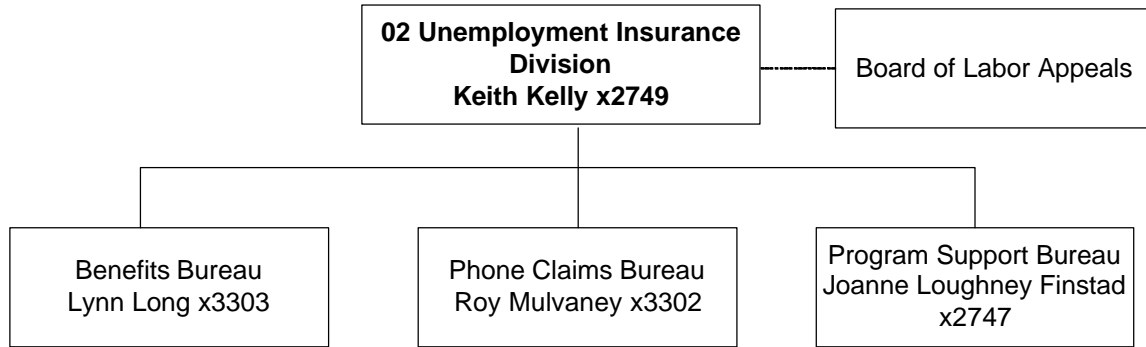 02 Unemployment Insurance
Division
Keith Kelly x2749
Board of Labor Appeals
Benefits Bureau
Lynn Long x3303
Phone Claims Bureau
Roy Mulvaney x3302
Program Support Bureau
Joanne Loughney Finstad
x2747